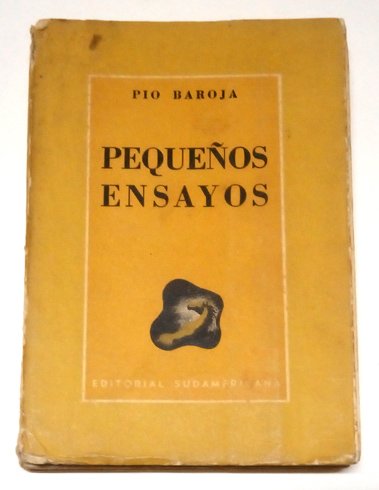 PIO BAROJA
PEQUEÑOS
ENSAYOS
EDITORIAL SUDAMERICANA